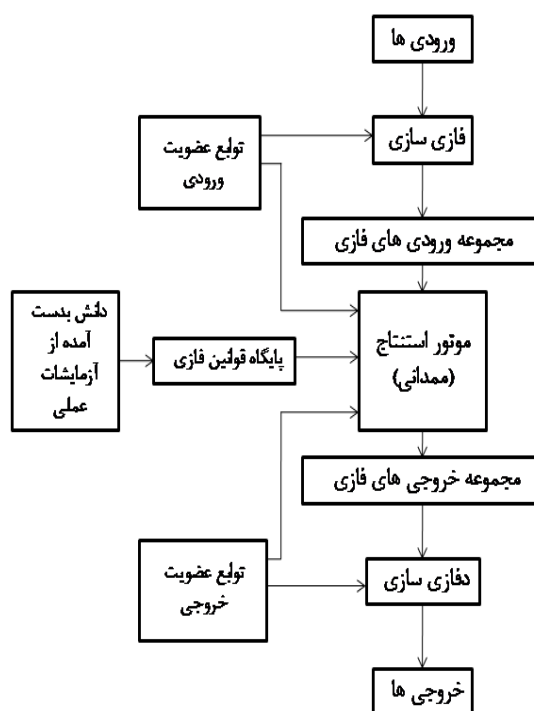 ورودی ها
فازی سازی
توابع عضویت
ورودی
مجموعه ورودی های فازی
موتور استنتاج
(ممدانی)
پایگاه قوانین فازی
دانش بدست
آمده از
آزمایشات
عملی
مجموعه خروجی های فازی
توابع عضویت
خروجی
دفازی سازی
خروجی ها